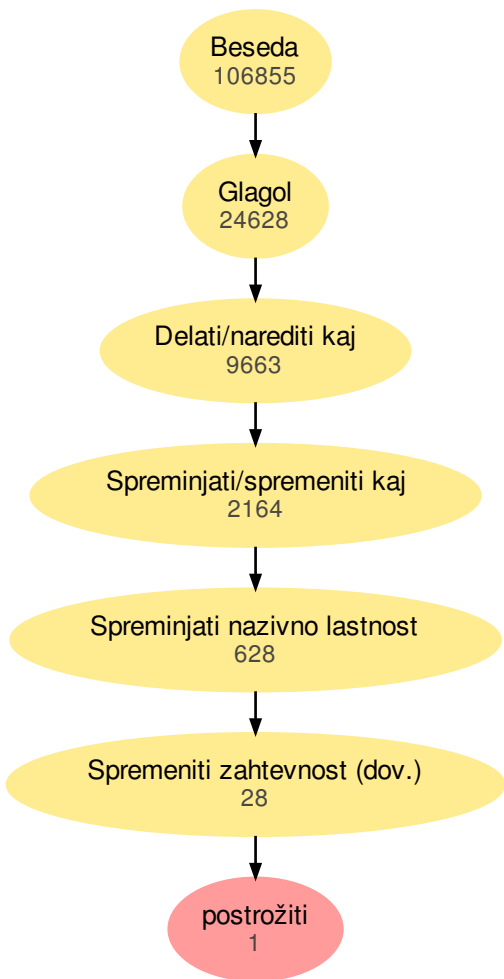 Beseda
106855
Glagol
24628
Delati/narediti kaj
9663
Spreminjati/spremeniti kaj
2164
Spreminjati nazivno lastnost
628
Spremeniti zahtevnost (dov.)
28
postrožiti
1